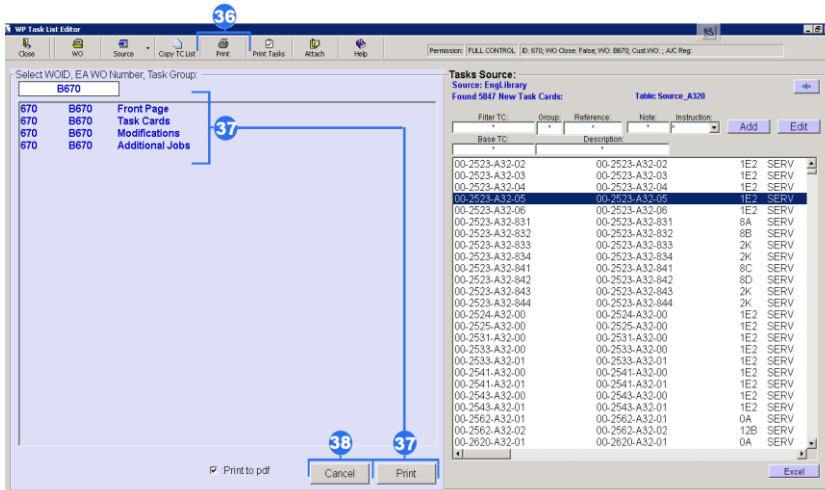 36
WP Task List Editor
Close WO Source Copy TC List Print Print Tasks Attach Help
Permission: FULL CONTROL ID: 670; WO Close: False; WO: B670; Cust WO: ; A/C Reg:
Select WOID, EA WO Number, Task Group:
B670
670 B670 Front Page
670 B670 Task Cards
670 B670 Modifications
670 B670 Additional Jobs
37
38
37
:Print to pdf
Cancel
Print
Tasks Source:
Source: EngLibrary
Found 5047 New Task Cards: Table: Source_A320
Filter TC: Group: Reference: Note: Instruction:
* * * * *
Add Edit
Base TC: Description:
* *
00-2523-A32-02 00-2523-A32-02 1E2 SERV
00-2523-A32-03 00-2523-A32-03 1E2 SERV
00-2523-A32-04 00-2523-A32-04 1E2 SERV
00-2523-A32-05 00-2523-A32-05 1E2 SERV
00-2523-A32-06 00-2523-A32-06 1E2 SERV
00-2523-A32-831 00-2523-A32-831 8A SERV
00-2523-A32-832 00-2523-A32-832 8B SERV
00-2523-A32-833 00-2523-A32-833 2K SERV
00-2523-A32-834 00-2523-A32-834 2K SERV
00-2523-A32-841 00-2523-A32-841 8C SERV
00-2523-A32-842 00-2523-A32-842 8D SERV
00-2523-A32-843 00-2523-A32-843 2K SERV
00-2523-A32-844 00-2523-A32-844 2K SERV
00-2524-A32-00 00-2524-A32-00 1E2 SERV
00-2525-A32-00 00-2525-A32-00 1E2 SERV
00-2531-A32-00 00-2531-A32-00 1E2 SERV
00-2533-A32-00 00-2533-A32-00 1E2 SERV
00-2533-A32-01 00-2533-A32-01 1E2 SERV
00-2541-A32-00 00-2541-A32-00 1E2 SERV
00-2541-A32-01 00-2541-A32-01 1E2 SERV
00-2543-A32-00 00-2543-A32-00 1E2 SERV
00-2543-A32-01 00-2543-A32-01 1E2 SERV
00-2562-A32-01 00-2562-A32-01 0A SERV
00-2562-A32-02 00-2562-A32-02 12B SERV
00-2620-A32-01 00-2620-A32-01 0A SERV
Excel